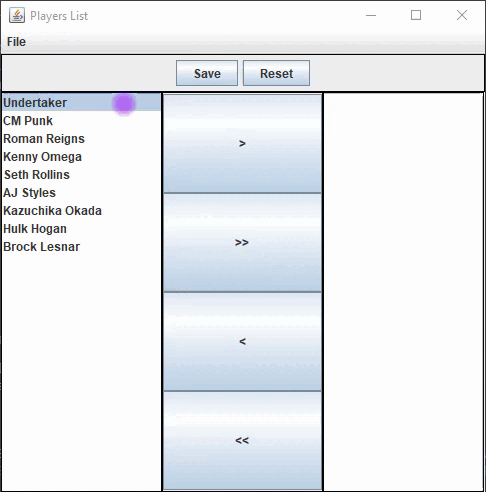 Players List
File
Save Reset
Undertaker
CM Punk
Roman Reigns
Kenny Omega
Seth Rollins
AJ Styles
Kazuchika Okada
Hulk Hogan
Brock Lesnar
>
>>
<
<<